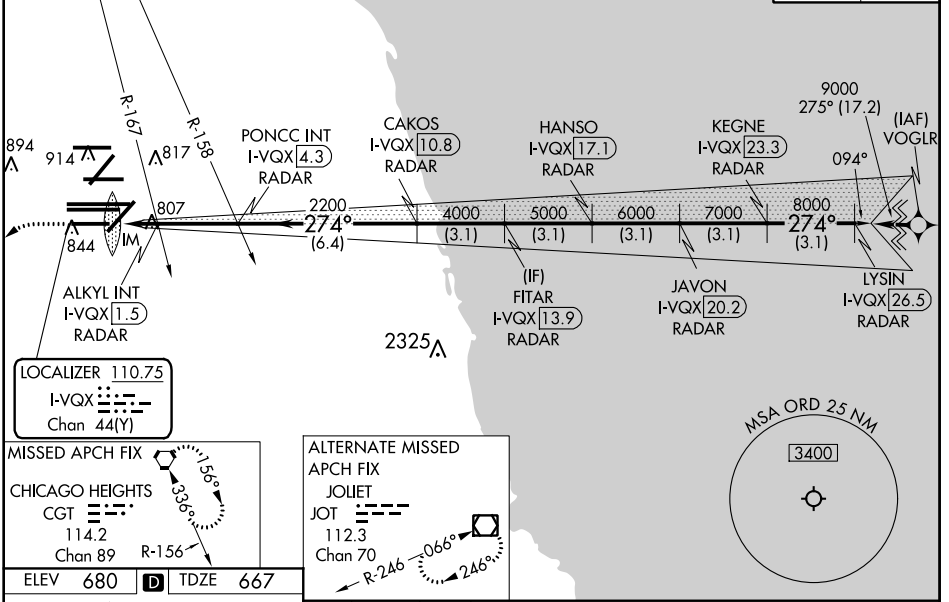 9000
275° (17.2)
(IAF)
VOGLR
094°
R-167
R-158
894
914
817
807
844
IM
PONCC INT
I-VQX 4.3
RADAR
CAKOS
I-VQX 10.8
RADAR
HANSO
I-VQX 17.1
RADAR
KEGNE
I-VQX 23.3
RADAR
2200
274°
(6.4)
4000
(3.1)
5000
(3.1)
6000
(3.1)
7000
(3.1)
8000
274°
(3.1)
ALKYL INT
I-VQX 1.5
RADAR
(IF)
FITAR
I-VQX 13.9
RADAR
JAVON
I-VQX 20.2
RADAR
LYSIN
I-VQX 26.5
RADAR
2325
LOCALIZER 110.75
I-VQX
Chan 44(Y)
MISSED APCH FIX
CHICAGO HEIGHTS
CGT
114.2
Chan 89
156°
336°
R-156
ALTERNATE MISSED
APCH FIX
JOLIET
JOT
112.3
Chan 70
R-246
066°
246°
MSA ORD 25 NM
3400
ELEV 680 D TDZE 667